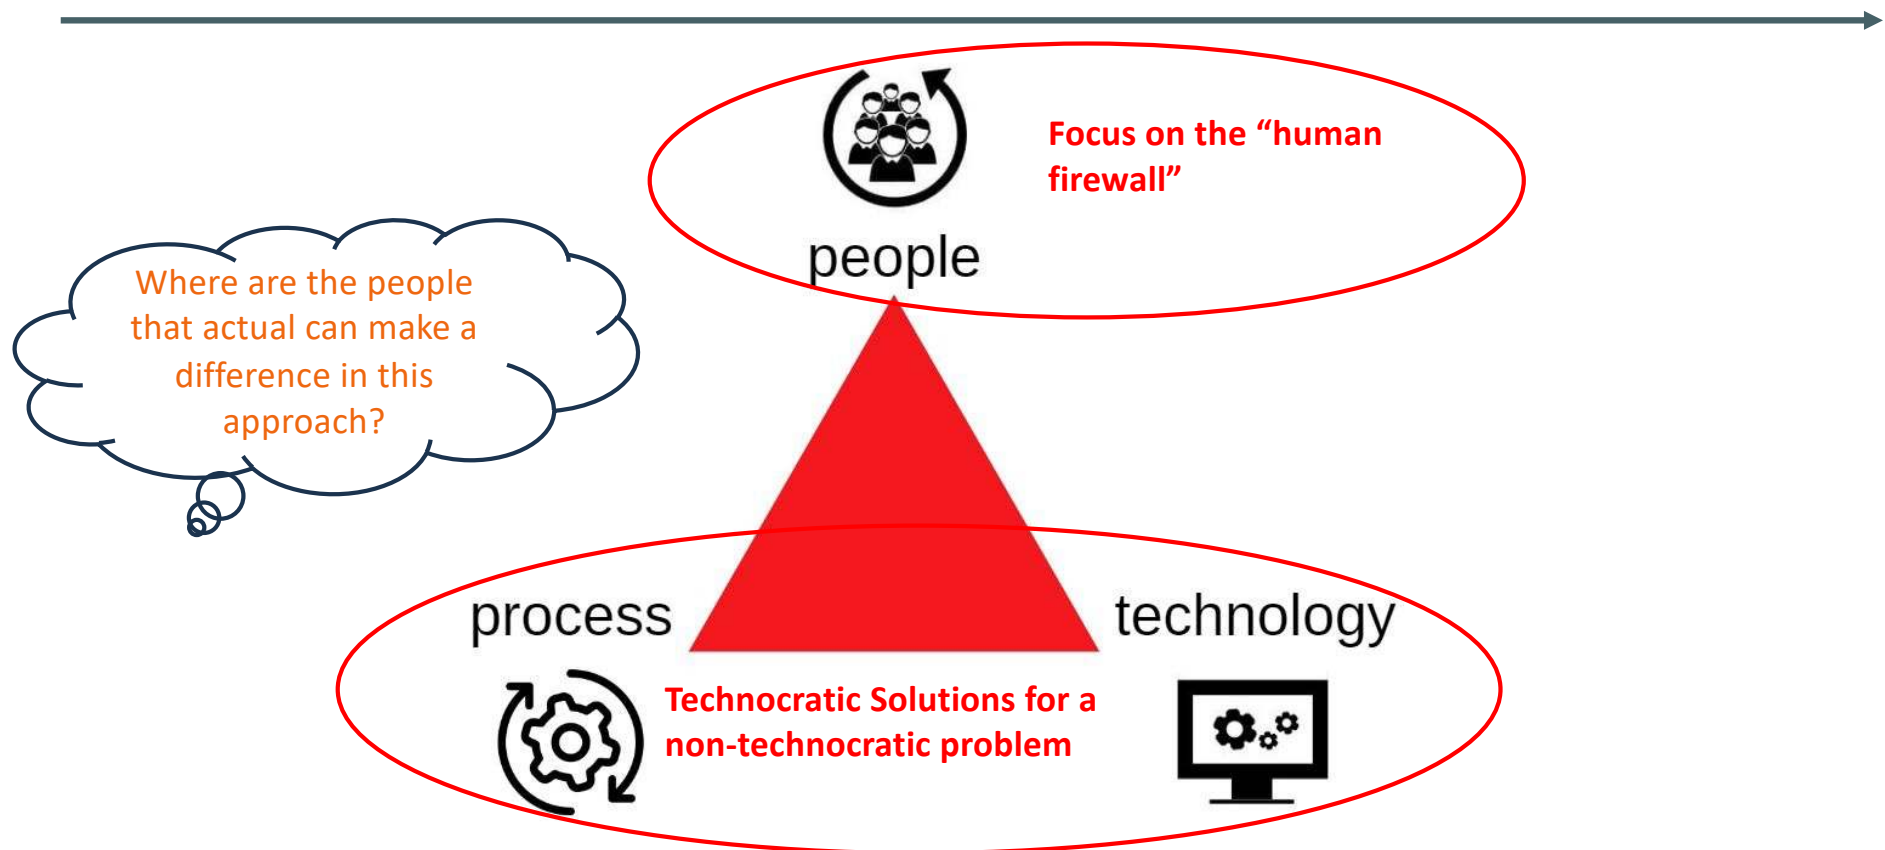 Focus on the “human
firewall”
people
Where are the people
that actual can make a
difference in this
approach?
process
technology
Technocratic Solutions for a
non-technocratic problem